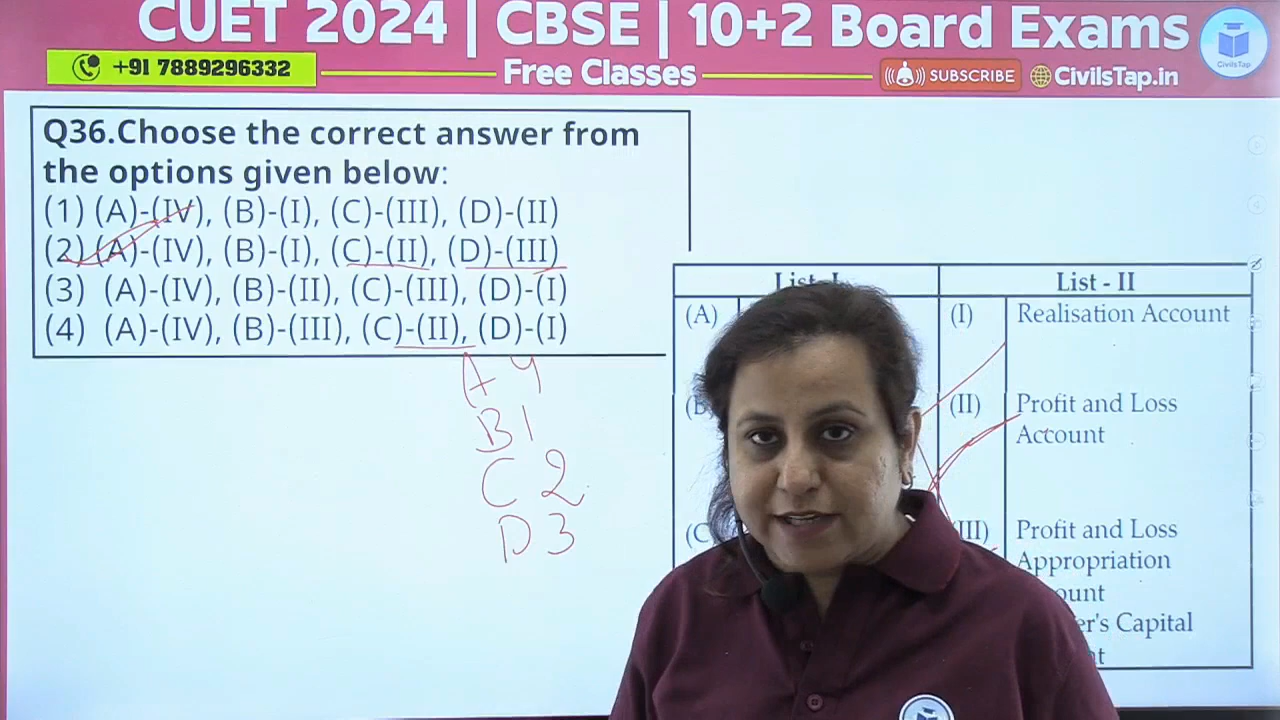 CUET 2024 | CBSE | 10+2 Board Exams
+91 7889296332
Free Classes
SUBSCRIBE
CivilsTap.in
CivilsTap
Q36.Choose the correct answer from
the options given below:
(1) (A)-(IV), (B)-(I), (C)-(III), (D)-(II)
(2) (A)-(IV), (B)-(I), (C)-(II), (D)-(III)
(3) (A)-(IV), (B)-(II), (C)-(III), (D)-(I)
(4) (A)-(IV), (B)-(III), (C)-(II), (D)-(I)
A 4
B 1
C 2
D 3
List-I
List - II
(A)
(I)
Realisation Account
(II)
Profit and Loss
Account
(III)
Profit and Loss
Appropriation
Capital